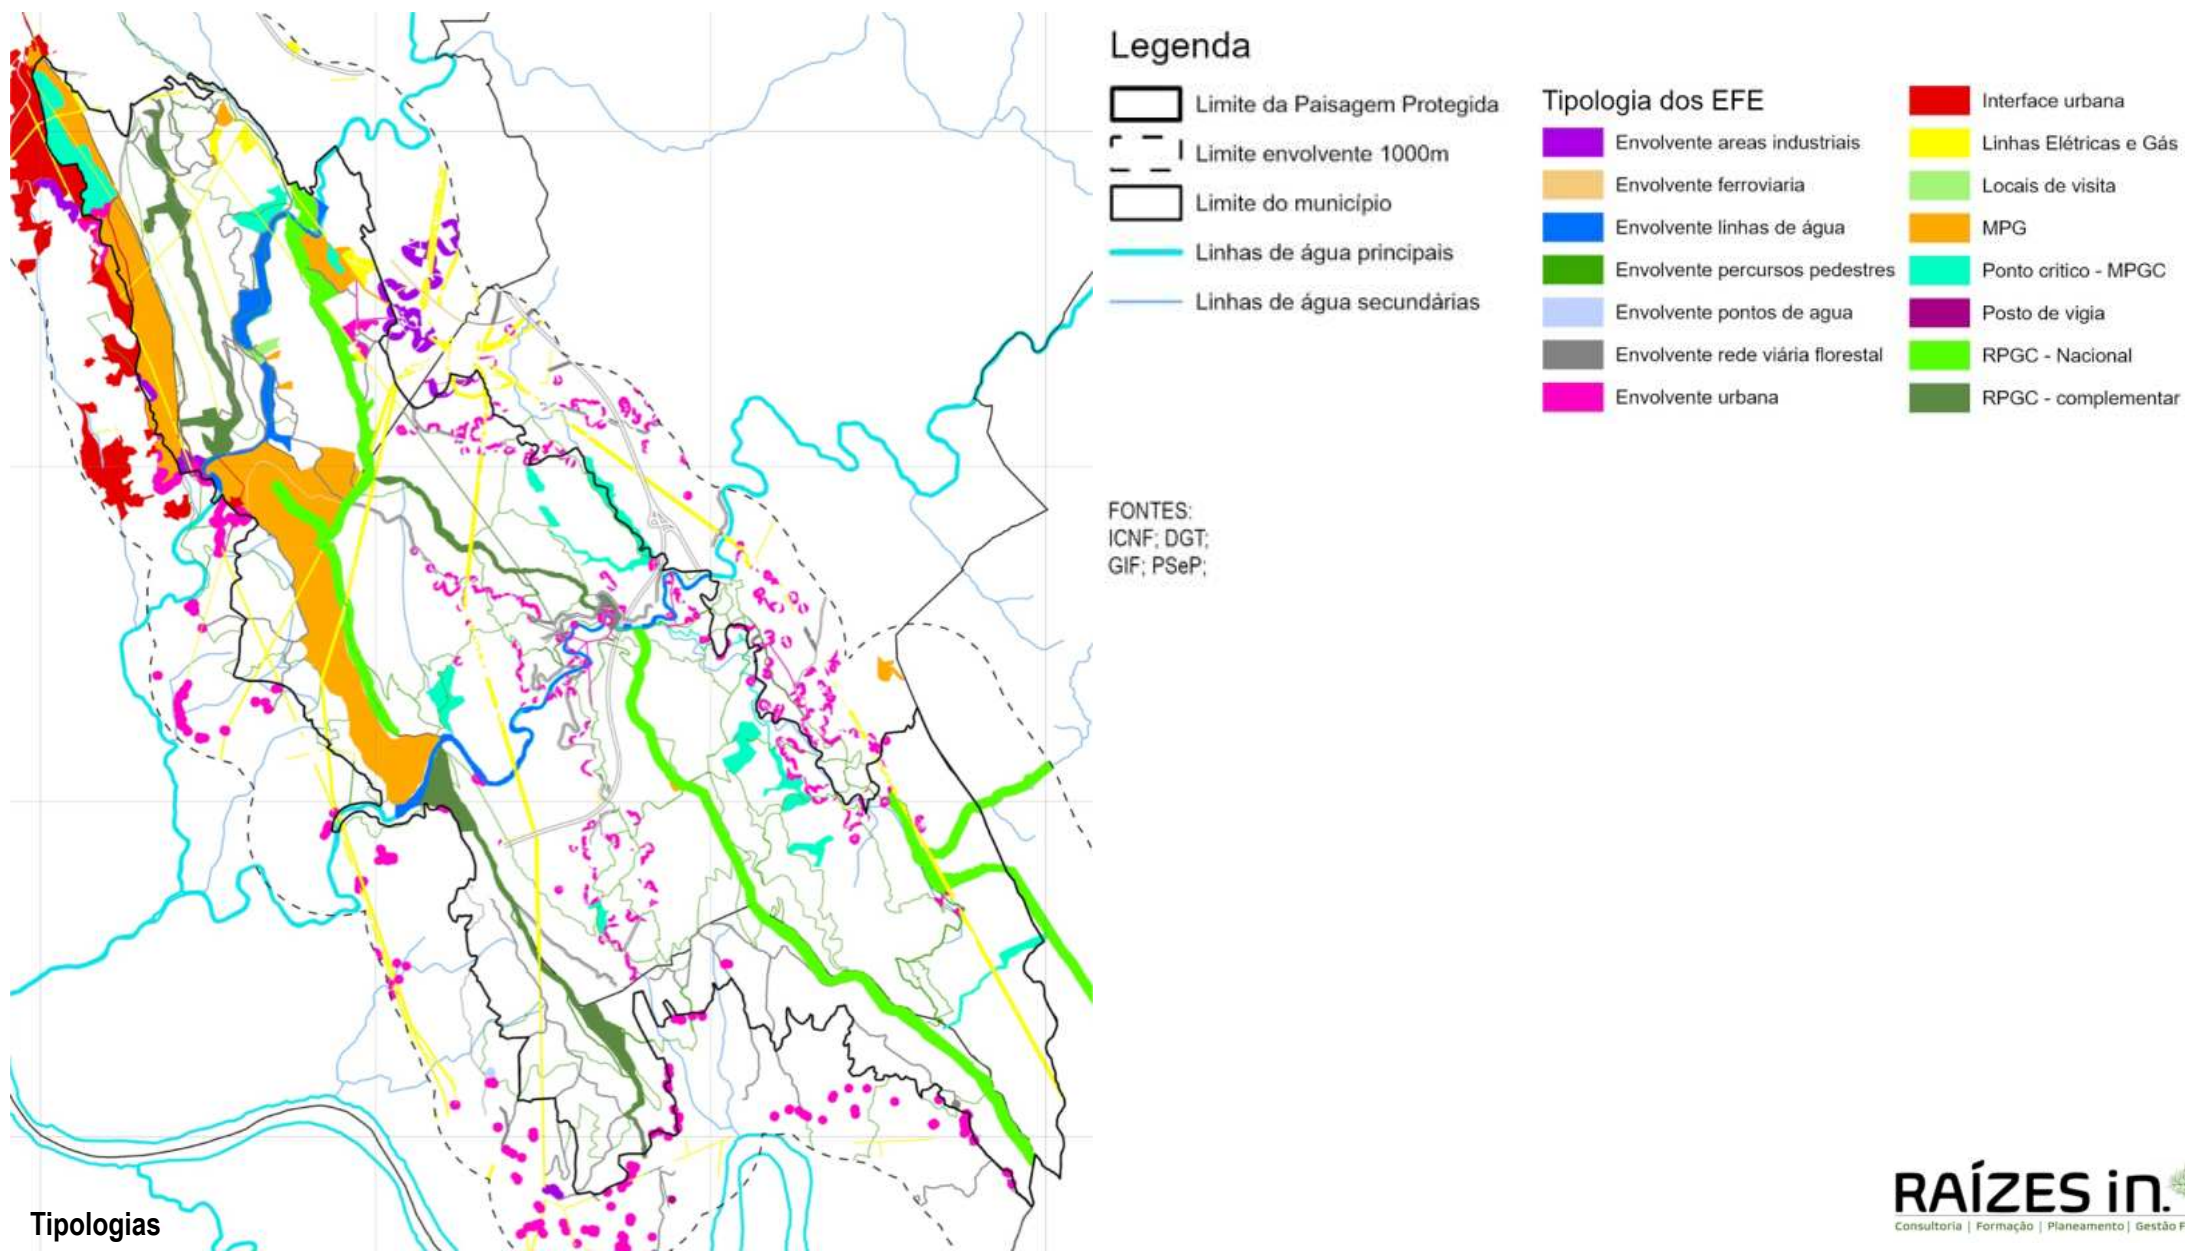 Legenda
Limite da Paisagem Protegida
Limite envolvente 1000m
Limite do município
Linhas de água principais
Linhas de água secundárias
Tipologia dos EFE
Envolvente areas industriais
Envolvente ferroviaria
Envolvente linhas de água
Envolvente percursos pedestres
Envolvente pontos de agua
Envolvente rede viária florestal
Envolvente urbana
Interface urbana
Linhas Elétricas e Gás
Locais de visita
MPG
Ponto critico - MPGC
Posto de vigia
RPGC - Nacional
RPGC - complementar
FONTES:
ICNF; DGT;
GIF; PSeP;
Tipologias
RAÍZES in.
Consultoria | Formação | Planeamento | Gestão F